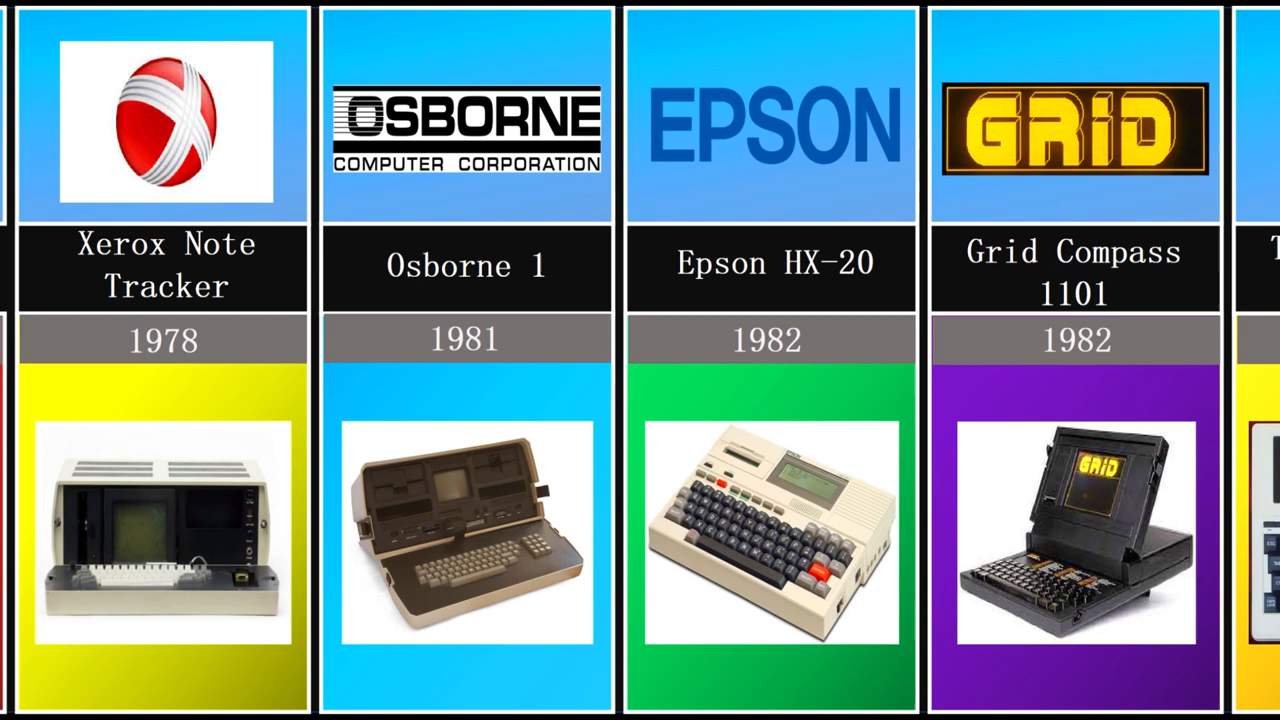 OSBORNE
COMPUTER CORPORATION
EPSON
GRiD
Xerox Note
Tracker
Osborne 1
Epson HX-20
Grid Compass
1101
1978
1981
1982
1982
GRiD